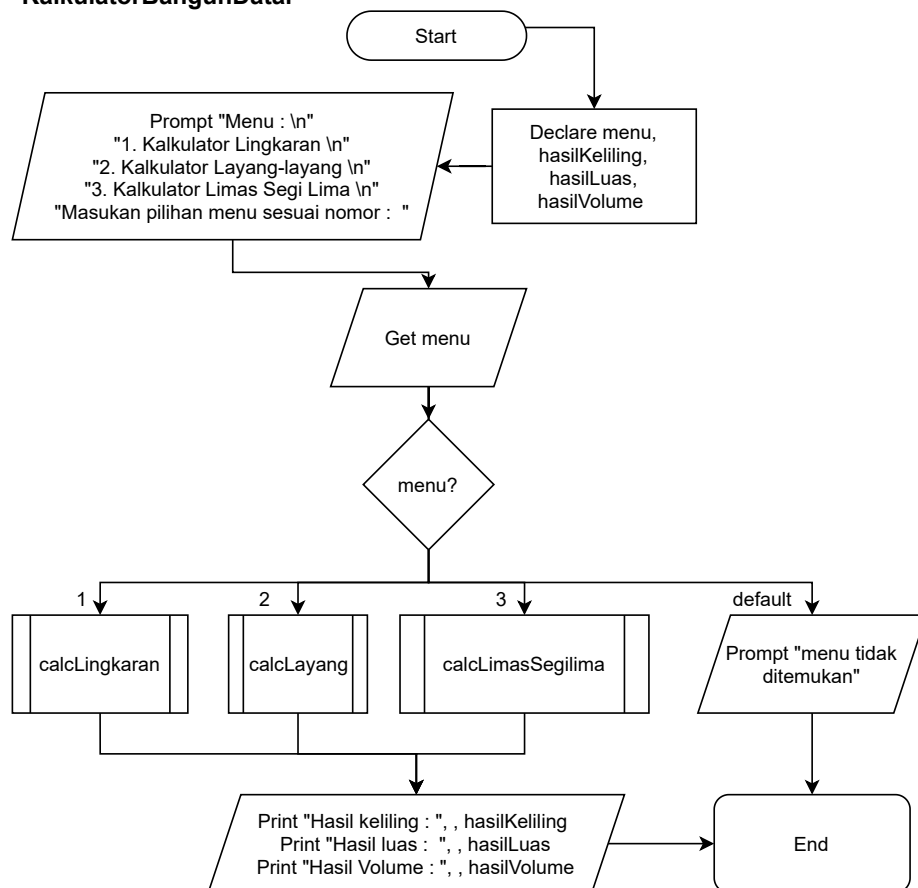 KalkulatorBangunDatar
Start
Declare menu,
hasilKeliling,
hasilLuas,
hasilVolume
Prompt "Menu : \n"
"1. Kalkulator Lingkaran \n"
"2. Kalkulator Layang-layang \n"
"3. Kalkulator Limas Segi Lima \n"
"Masukan pilihan menu sesuai nomor :  "
Get menu
menu?
1
2
3
default
calcLingkaran
calcLayang
calcLimasSegilima
Prompt "menu tidak
ditemukan"
Print "Hasil keliling : ", , hasilKeliling
Print "Hasil luas :  ", , hasilLuas
Print "Hasil Volume : ", , hasilVolume
End